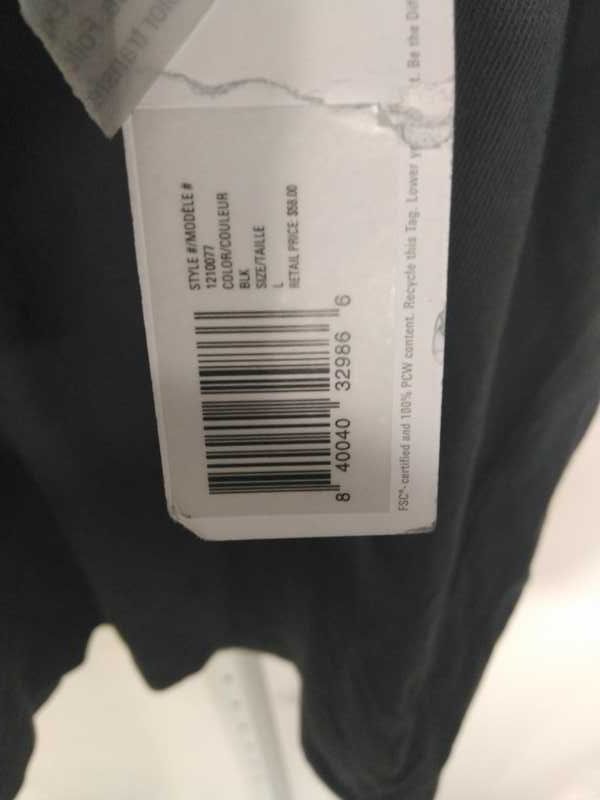 STYLE #/MODÈLE #
1210077
COLOR/COULEUR
BLK
SIZE/TAILLE
L
RETAIL PRICE: $58.00
8 40040 32986 6
FSC®- certified and 100% PCW content. Recycle this Tag. Lower t. Be the